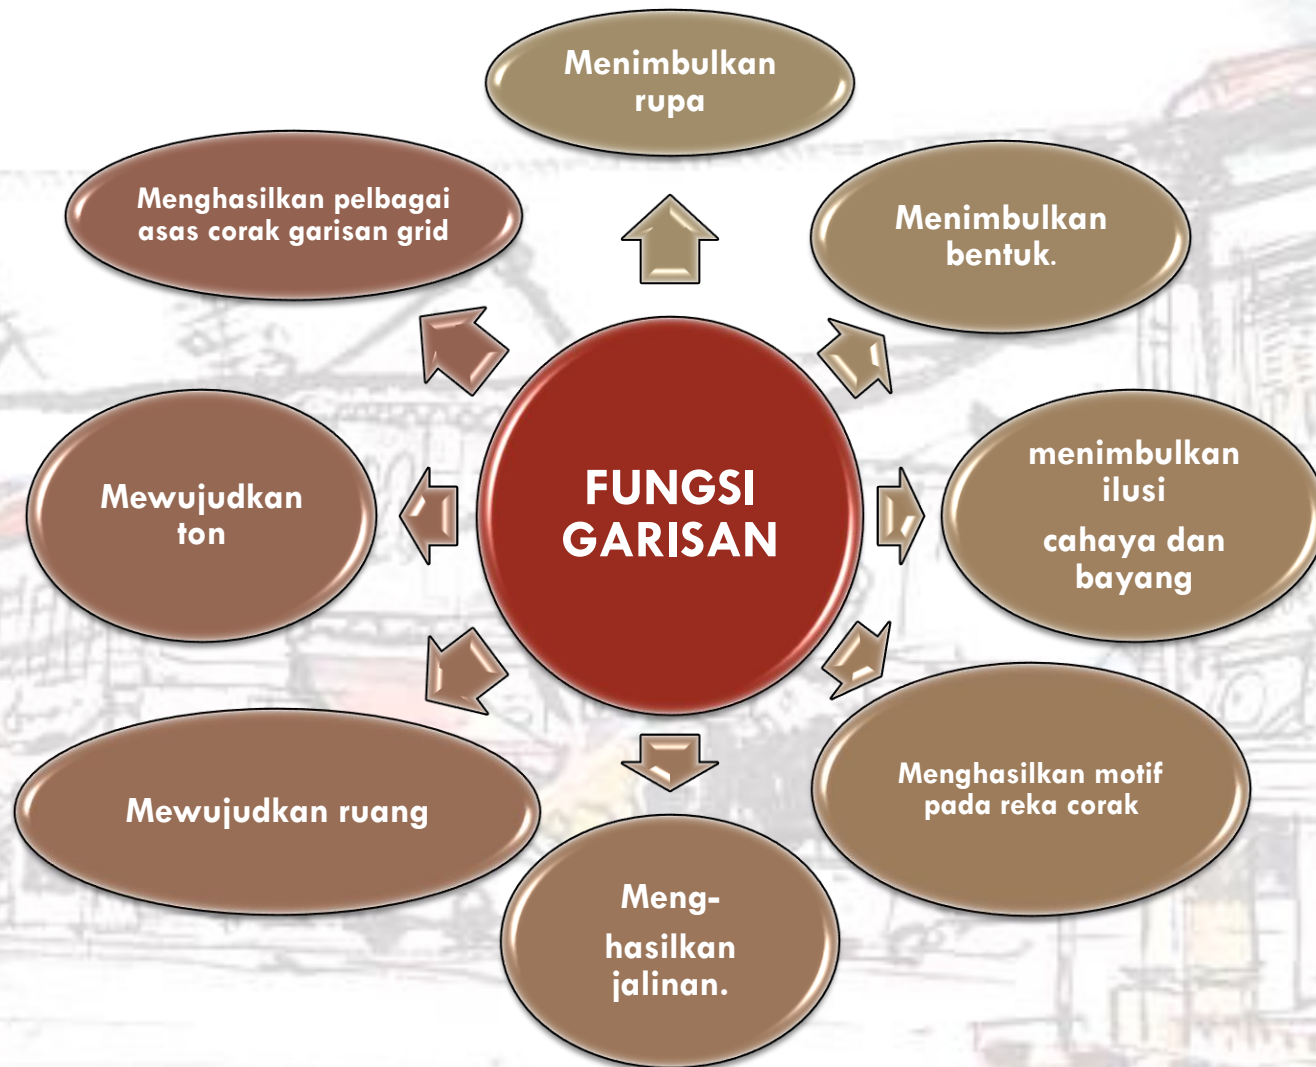 Menimbulkan
rupa
Menimbulkan
bentuk.
menimbulkan
ilusi
cahaya dan
bayang
Menghasilkan motif
pada reka corak
Meng-
hasilkan
jalinan.
Mewujudkan ruang
Mewujudkan
ton
Menghasilkan pelbagai
asas corak garisan grid
FUNGSI
GARISAN